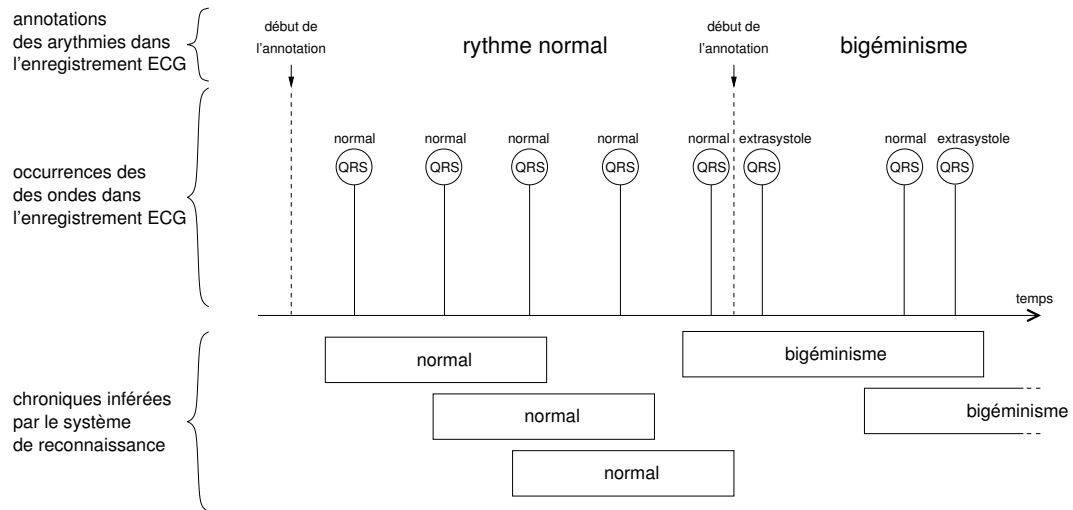 annotations
des arythmies dans
l'enregistrement ECG
début de
l'annotation
rythme normal
début de
l'annotation
bigéminisme
occurrences des
des ondes dans
l'enregistrement ECG
normal
normal
normal
normal
normal
extrasystole
normal
extrasystole
QRS
QRS
QRS
QRS
QRS
QRS
QRS
QRS
temps
chroniques inférées
par le système
de reconnaissance
normal
bigéminisme
normal
bigéminisme
normal